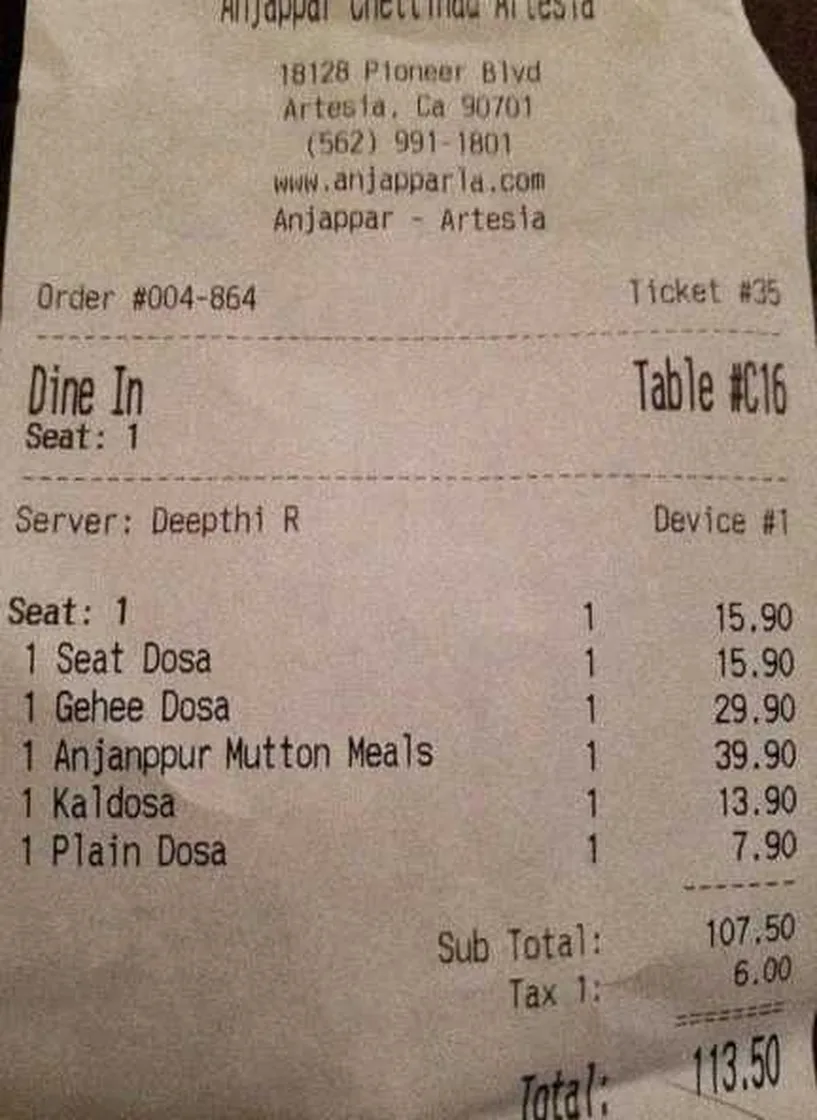 Anjappar Chettinad Artesia
18128 Pioneer Blvd
Artesia, Ca 90701
(562) 991-1801
www.anjapparla.com
Anjappar - Artesia
Order #004-864 Ticket #35
Dine In Table #C16
Seat: 1
Server: Deepthi R Device #1
Seat: 1 1 15.90
1 Seat Dosa 1 15.90
1 Gehee Dosa 1 29.90
1 Anjanppur Mutton Meals 1 39.90
1 Kaldosa 1 13.90
1 Plain Dosa 1 7.90
Sub Total: 107.50
Tax 1: 6.00
Total: 113.50